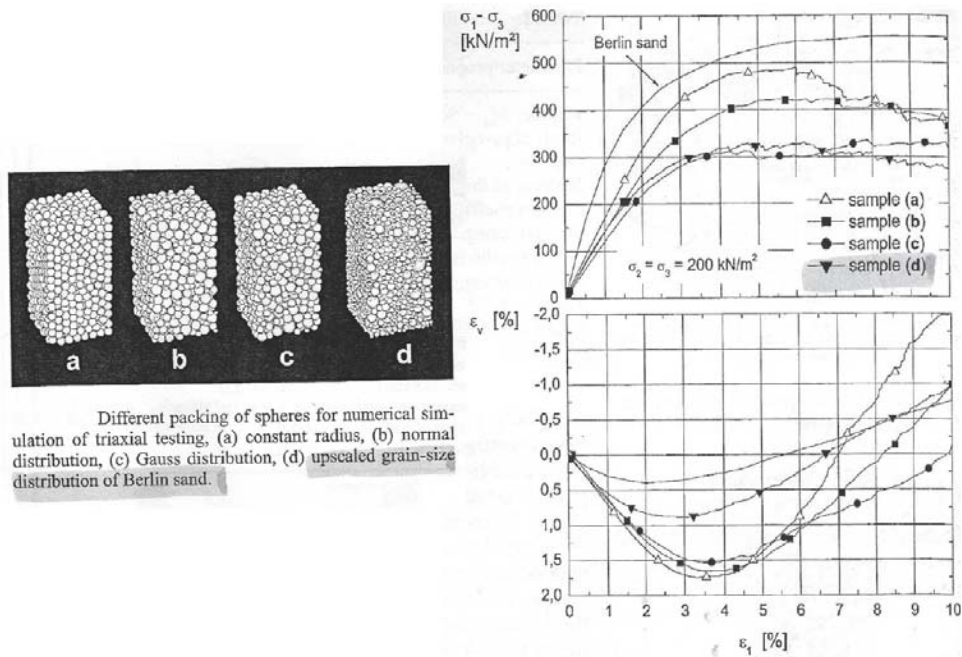 a b c d
Different packing of spheres for numerical sim-
ulation of triaxial testing, (a) constant radius, (b) normal
distribution, (c) Gauss distribution, (d) upscaled grain-size
distribution of Berlin sand.
σ₁- σ₃
[kN/m²]
600
500
400
300
200
100
0
Berlin sand
σ₂ = σ₃ = 200 kN/m²
sample (a)
sample (b)
sample (c)
sample (d)
εᵥ [%]
-2,0
-1,5
-1,0
-0,5
0,0
0,5
1,0
1,5
2,0
0 1 2 3 4 5 6 7 8 9 10
ε₁ [%]